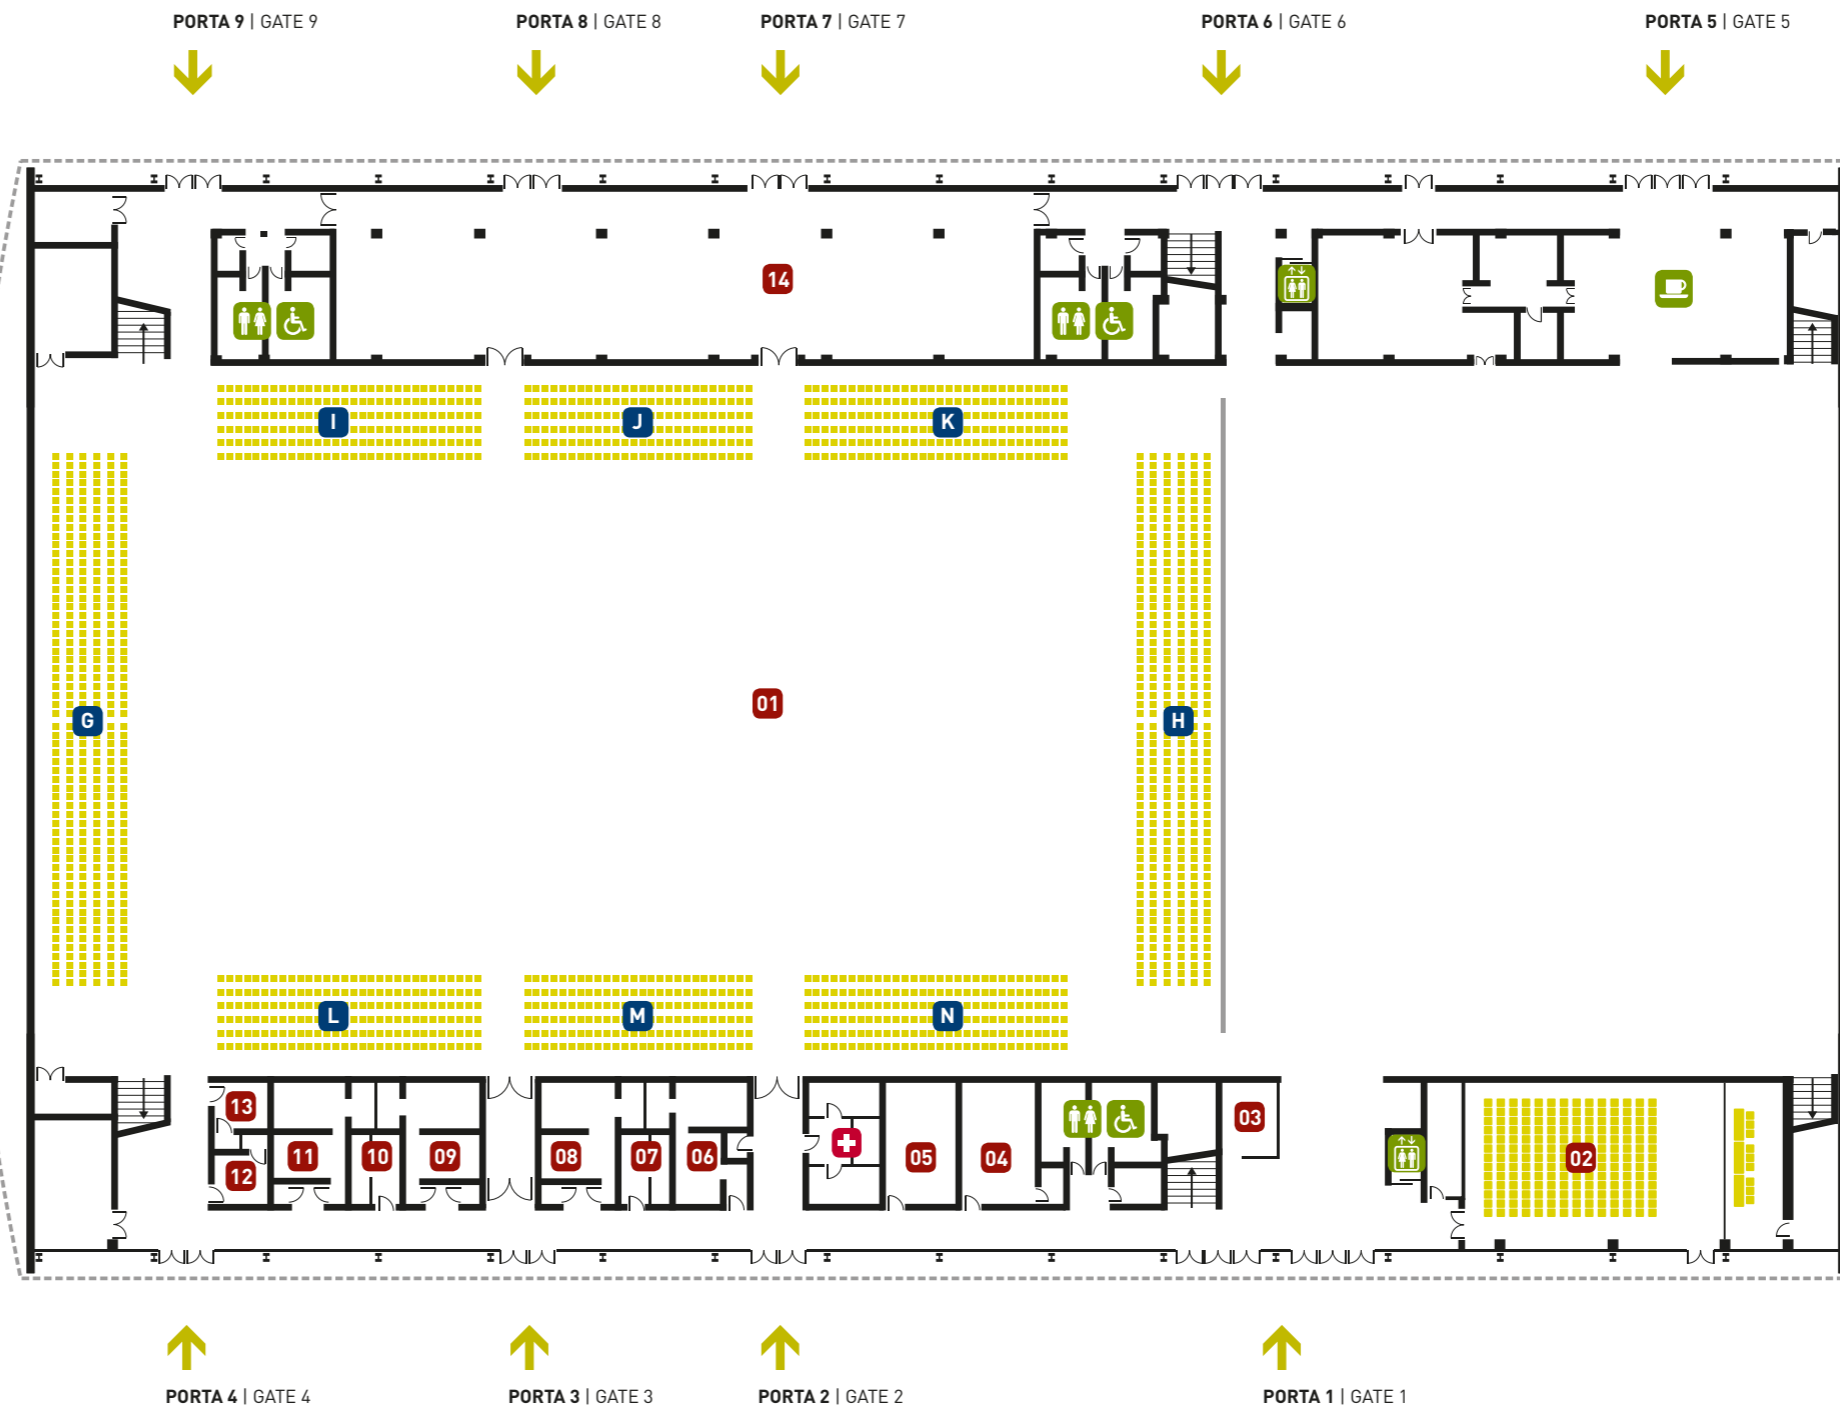 PORTA 9 | GATE 9
PORTA 8 | GATE 8
PORTA 7 | GATE 7
PORTA 6 | GATE 6
PORTA 5 | GATE 5
14
I
J
K
01
G
H
L
M
N
13
12
11
10
09
08
07
06
05
04
03
02
PORTA 4 | GATE 4
PORTA 3 | GATE 3
PORTA 2 | GATE 2
PORTA 1 | GATE 1